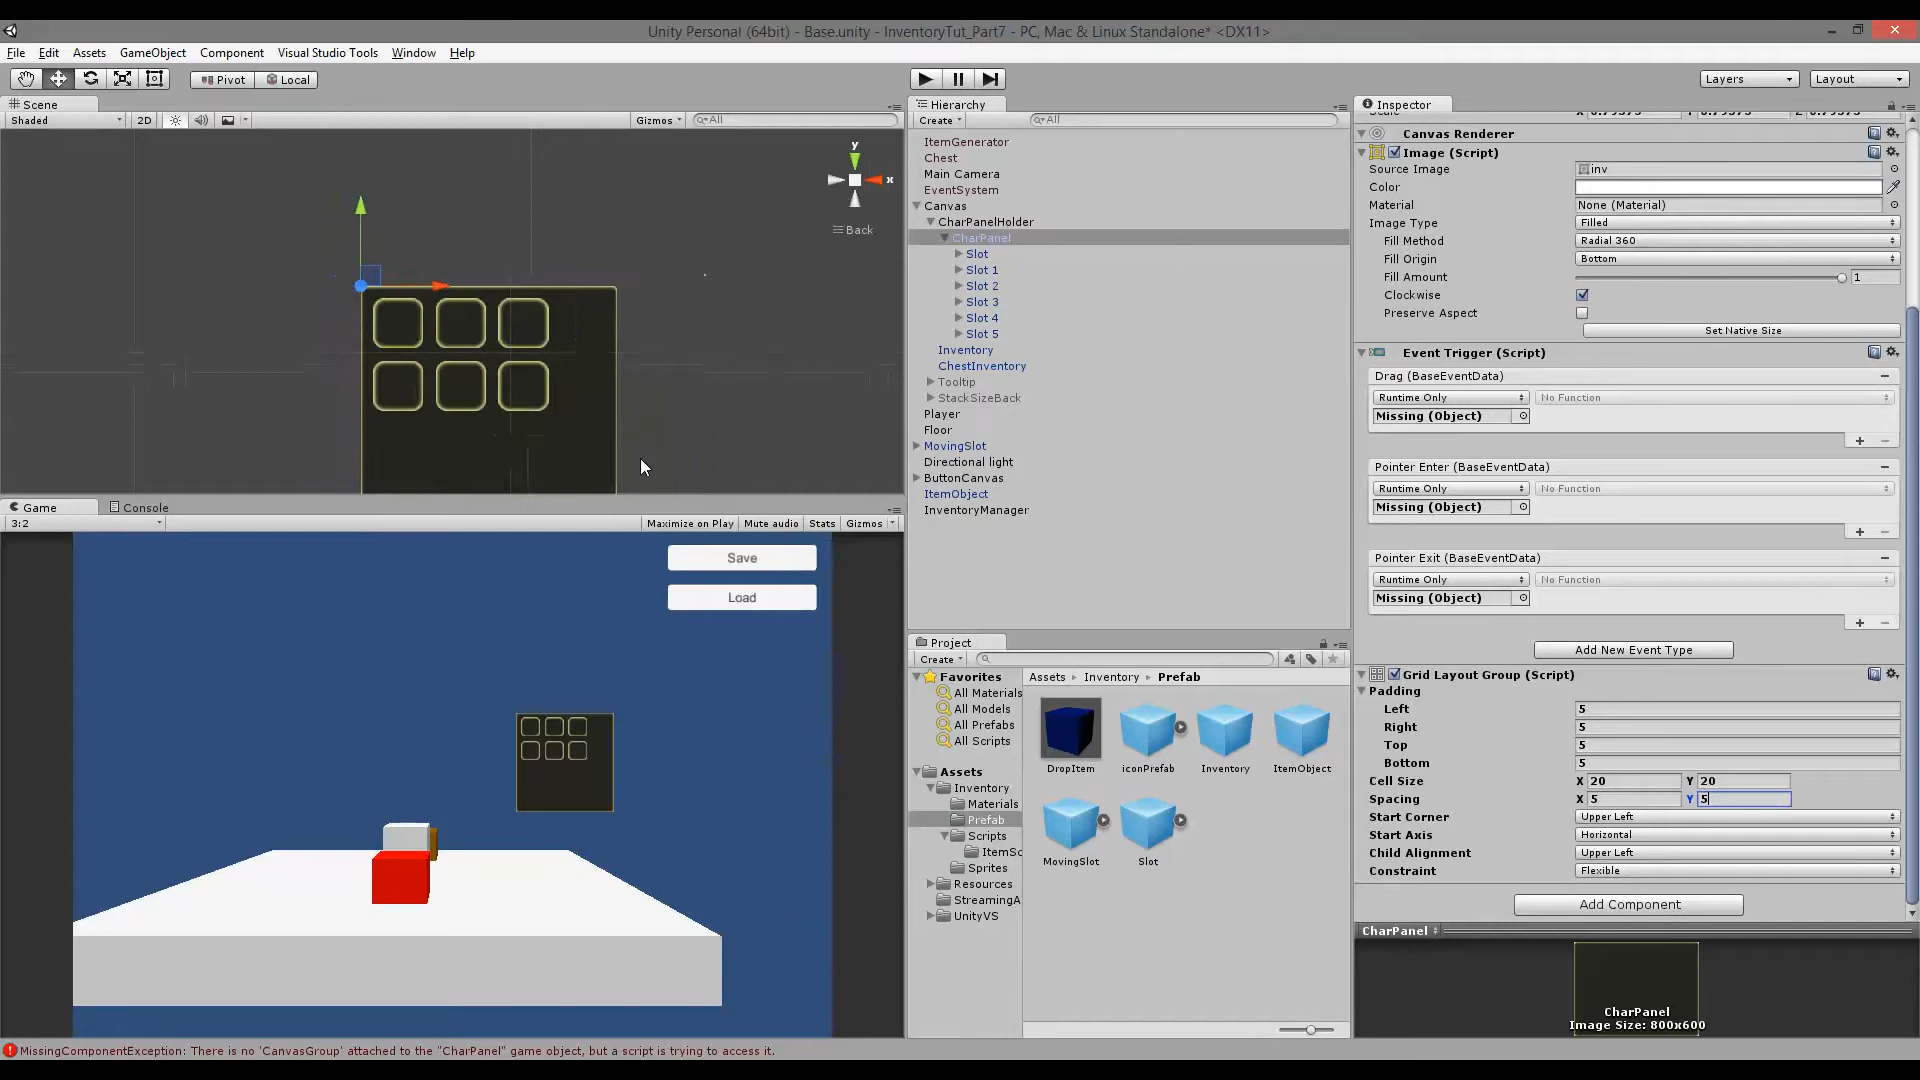 Unity Personal (64bit) - Base.unity - InventoryTut_Part7 - PC, Mac & Linux Standalone* <DX11>
File Edit Assets GameObject Component Visual Studio Tools Window Help
Pivot Local Layers Layout
Scene
Shaded 2D Gizmos All
y
x
Back
Game Console
3:2 Maximize on Play Mute audio Stats Gizmos
Save
Load
Hierarchy
Create All
ItemGenerator
Chest
Main Camera
EventSystem
Canvas
CharPanelHolder
CharPanel
Slot
Slot 1
Slot 2
Slot 3
Slot 4
Slot 5
Inventory
ChestInventory
Tooltip
StackSizeBack
Player
Floor
MovingSlot
Directional light
ButtonCanvas
ItemObject
InventoryManager
Project
Create
Favorites
All Materials
All Models
All Prefabs
All Scripts
Assets
Inventory
Materials
Prefab
Scripts
ItemSc
Sprites
Resources
StreamingA
UnityVS
Assets Inventory Prefab
DropItem iconPrefab Inventory ItemObject
MovingSlot Slot
Inspector
Canvas Renderer
Image (Script)
Source Image inv
Color
Material None (Material)
Image Type Filled
Fill Method Radial 360
Fill Origin Bottom
Fill Amount 1
Clockwise
Preserve Aspect
Set Native Size
Event Trigger (Script)
Drag (BaseEventData)
Runtime Only No Function
Missing (Object)
Pointer Enter (BaseEventData)
Runtime Only No Function
Missing (Object)
Pointer Exit (BaseEventData)
Runtime Only No Function
Missing (Object)
Add New Event Type
Grid Layout Group (Script)
Padding
Left 5
Right 5
Top 5
Bottom 5
Cell Size X 20 Y 20
Spacing X 5 Y 5
Start Corner Upper Left
Start Axis Horizontal
Child Alignment Upper Left
Constraint Flexible
Add Component
CharPanel
CharPanel
Image Size: 800x600
MissingComponentException: There is no 'CanvasGroup' attached to the "CharPanel" game object, but a script is trying to access it.